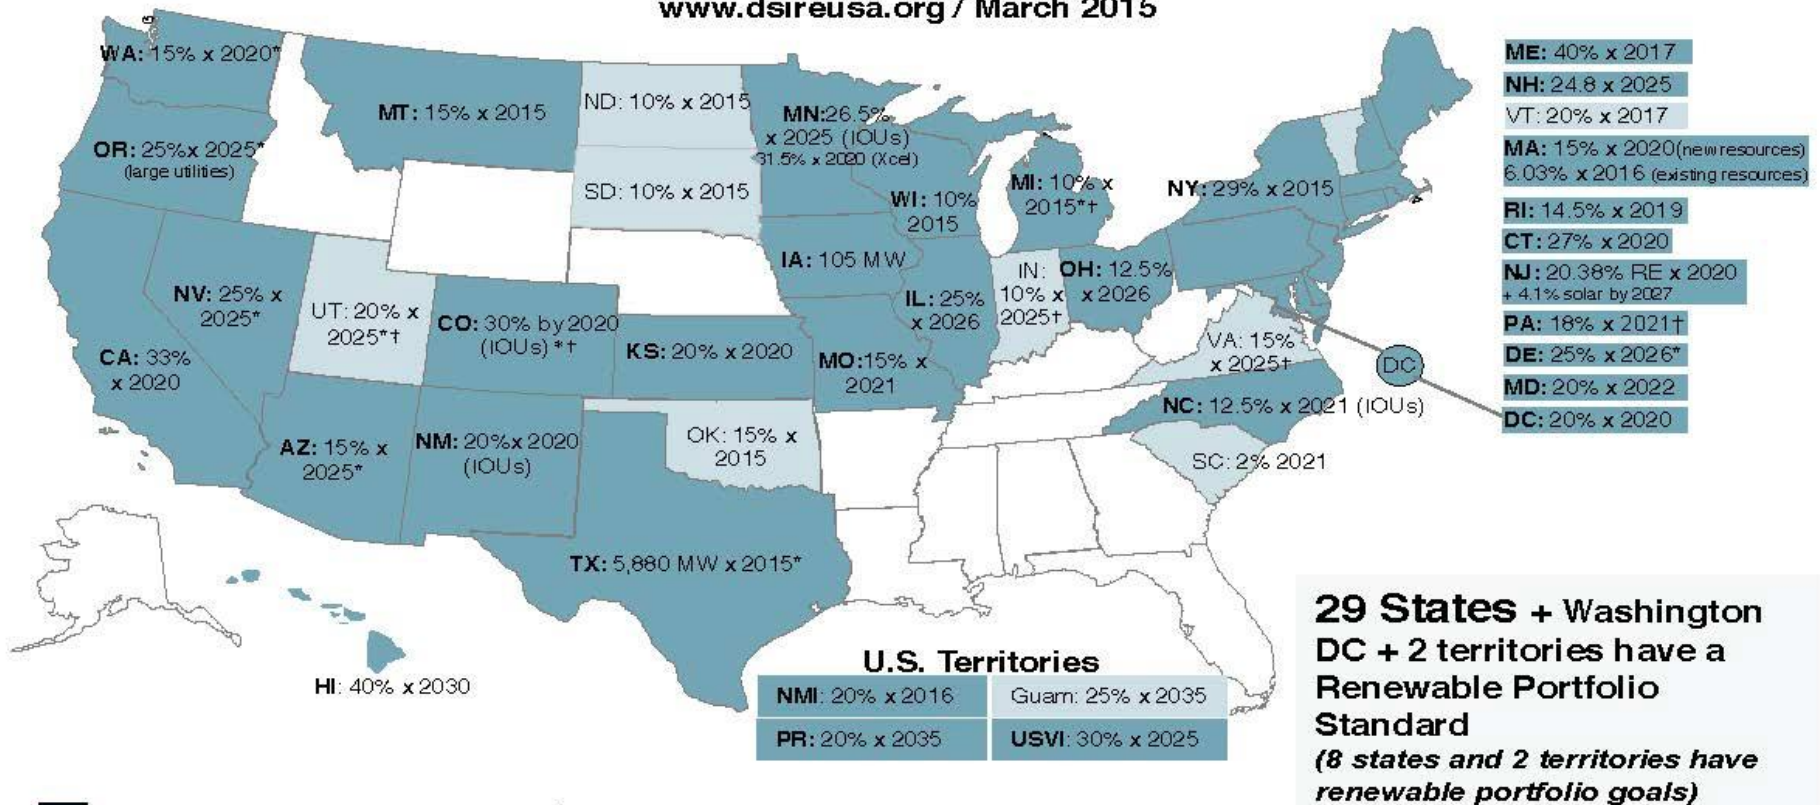 www.dsireusa.org / March 2015
WA: 15% x 2020*
MT: 15% x 2015
ND: 10% x 2015
MN:26.5%
x 2025 (IOUs)
31.5% x 2020 (Xcel)
OR: 25%x 2025*
(large utilities)
SD: 10% x 2015
WI: 10%
2015
MI: 10% x
2015*†
NY: 29% x 2015
IA: 105 MW
NV: 25% x
2025*
UT: 20% x
2025*†
CO: 30% by 2020
(IOUs) *†
KS: 20% x 2020
MO:15% x
2021
IL: 25%
x 2026
IN:
10% x
2025†
OH: 12.5%
x 2026
VA: 15%
x 2025†
DC
CA: 33%
x 2020
AZ: 15% x
2025*
NM: 20%x 2020
(IOUs)
OK: 15% x
2015
NC: 12.5% x 2021 (IOUs)
SC: 2% 2021
TX: 5,880 MW x 2015*
HI: 40% x 2030
ME: 40% x 2017
NH: 24.8 x 2025
VT: 20% x 2017
MA: 15% x 2020(new resources)
6.03% x 2016 (existing resources)
RI: 14.5% x 2019
CT: 27% x 2020
NJ: 20.38% RE x 2020
+ 4.1% solar by 2027
PA: 18% x 2021†
DE: 25% x 2026*
MD: 20% x 2022
DC: 20% x 2020
U.S. Territories
NMI: 20% x 2016
Guam: 25% x 2035
PR: 20% x 2035
USVI: 30% x 2025
29 States + Washington
DC + 2 territories have a
Renewable Portfolio
Standard
(8 states and 2 territories have
renewable portfolio goals)